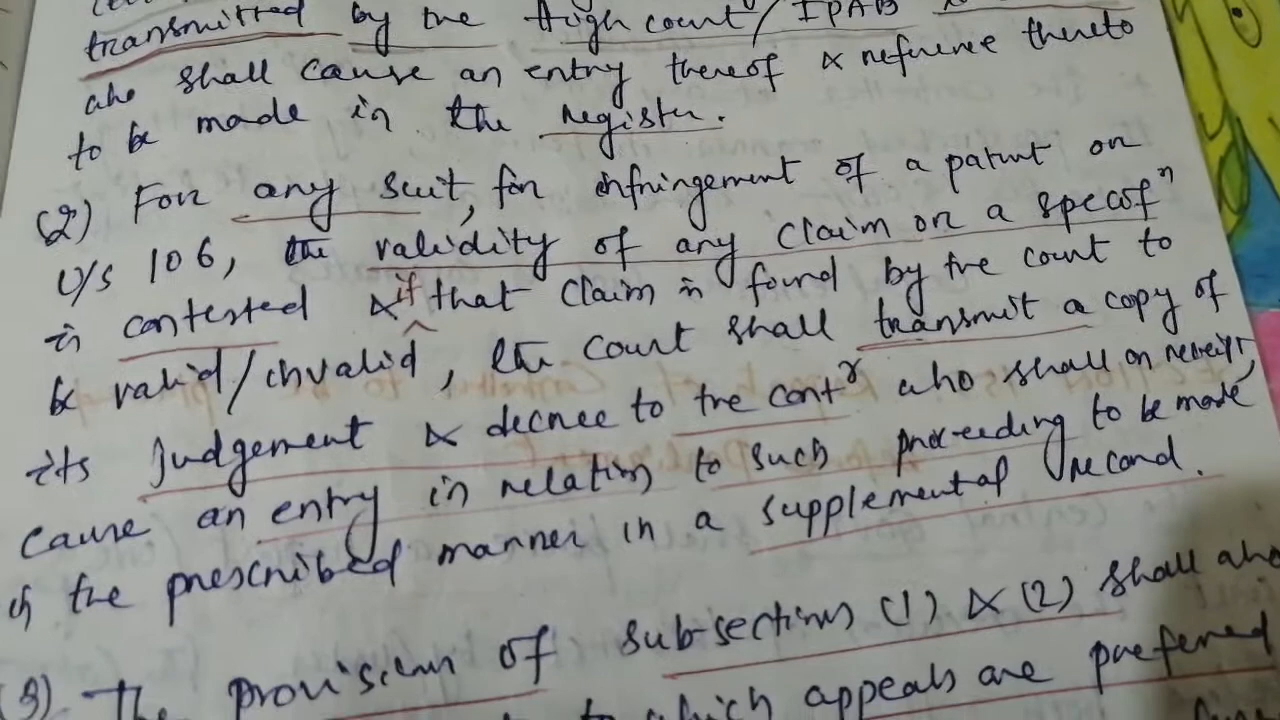 transmitted by the High court / IPAB
who shall cause an entry thereof & reference thereto
to be made in the register.
(2) For any suit, for infringement of a patent or
U/S 106, the validity of any claim or a specifⁿ
is contested & if that claim is found by the court to
be valid/invalid, the court shall transmit a copy of
its judgement & decree to the contʳ who shall on receipt,
cause an entry in relation to such proceeding to be made
in the prescribed manner in a supplemental record.
(3) The provision of sub-sections (1) & (2) shall also
to which appeals are preferred